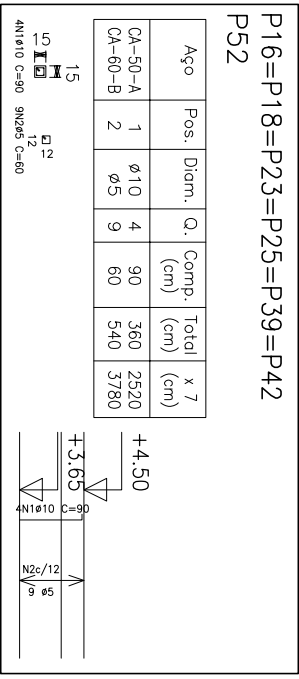 P16=P18=P23=P25=P39=P42
P52
Aço Pos. Diam. Q. Comp. (cm) Total (cm) x 7 (cm)
CA-50-A 1 ø10 4 90 360 2520
CA-60-B 2 ø5 9 60 540 3780
15
15
4N1ø10 C=90
12
12
9N2ø5 C=60
+4.50
+3.65
4N1ø10 C=90
N2c/12
9 ø5